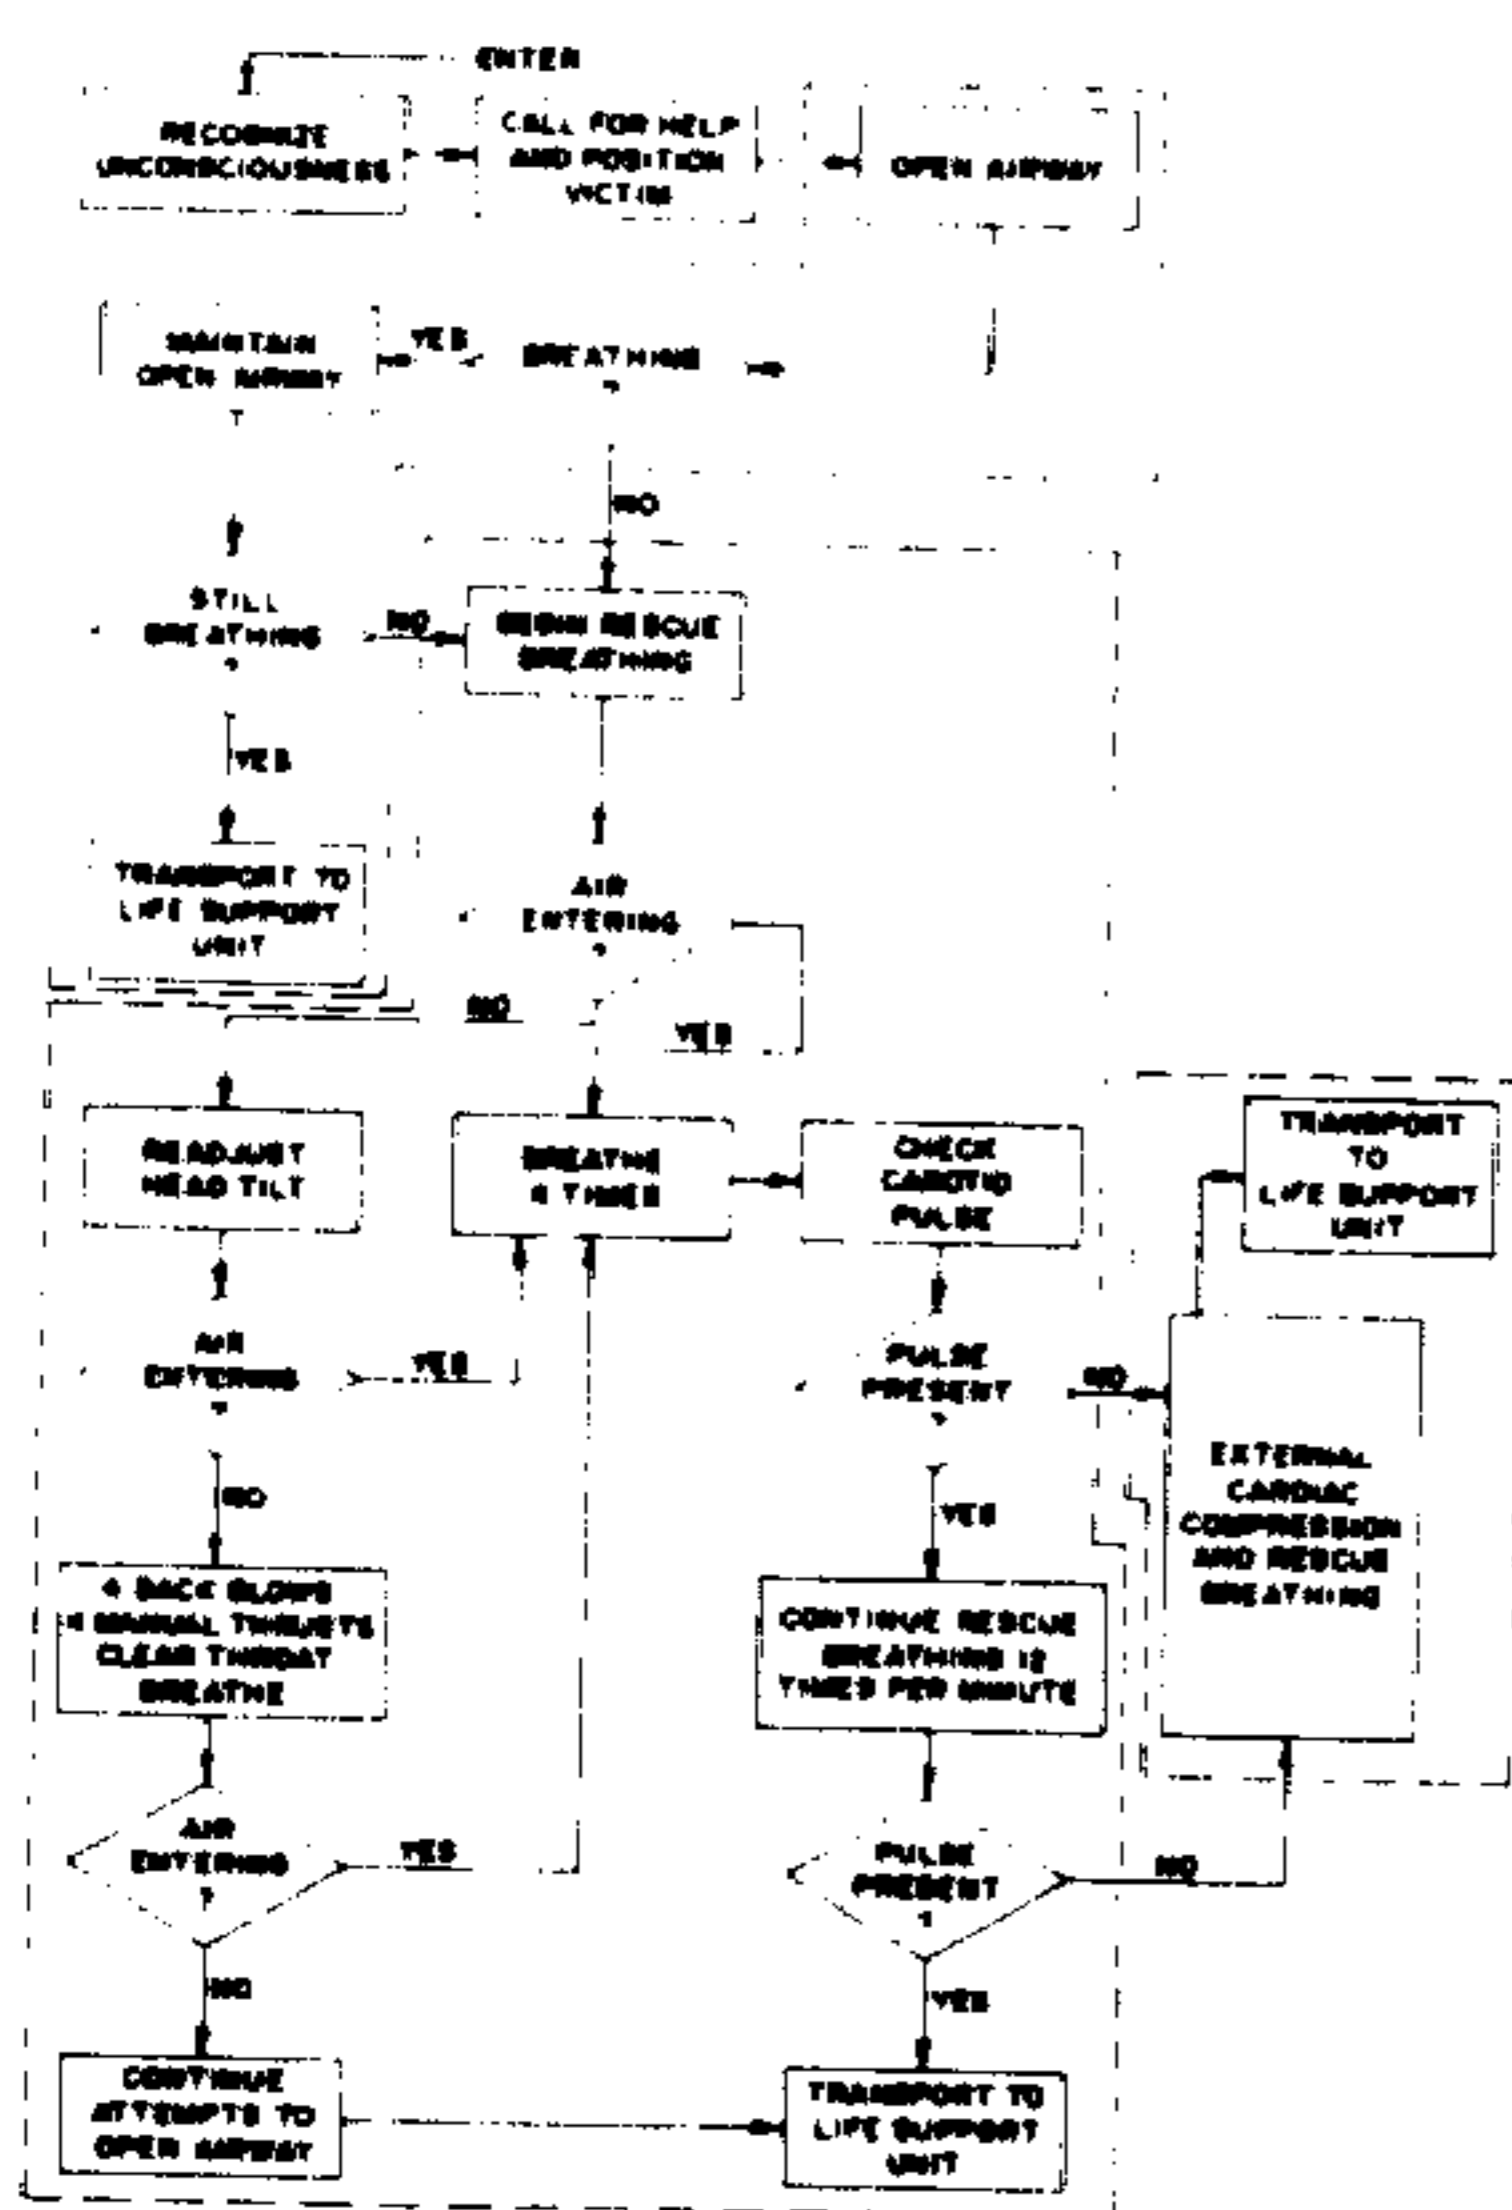 ENTER
RECOGNIZE
UNCONSCIOUSNESS
CALL FOR HELP
AND POSITION
VICTIM
OPEN AIRWAY
MAINTAIN
OPEN AIRWAY
YES
BREATHING
?
NO
STILL
BREATHING
?
NO
BEGIN RESCUE
BREATHING
YES
TRANSPORT TO
LIFE SUPPORT
UNIT
AIR
ENTERING
?
NO
YES
READJUST
HEAD TILT
BREATHE
4 TIMES
CHECK
CAROTID
PULSE
TRANSPORT
TO
LIFE SUPPORT
UNIT
AIR
ENTERING
?
YES
PULSE
PRESENT
?
NO
NO
YES
EXTERNAL
CARDIAC
COMPRESSION
AND RESCUE
BREATHING
4 BACK BLOWS
4 MANUAL THRUSTS
CLEAR THROAT
BREATHE
CONTINUE RESCUE
BREATHING 12
TIMES PER MINUTE
AIR
ENTERING
?
YES
PULSE
PRESENT
?
NO
NO
YES
CONTINUE
ATTEMPTS TO
OPEN AIRWAY
TRANSPORT TO
LIFE SUPPORT
UNIT